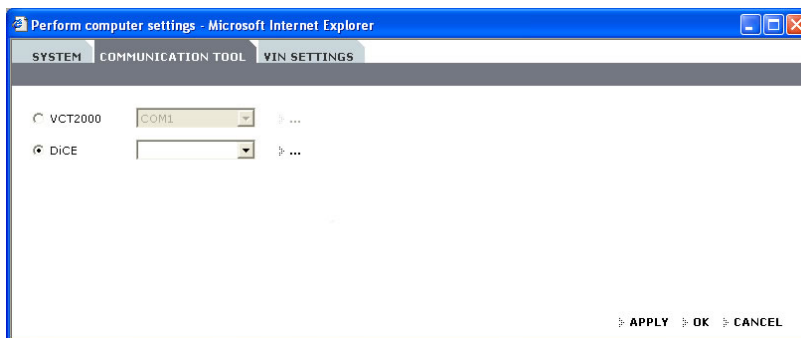 Perform computer settings - Microsoft Internet Explorer
SYSTEM COMMUNICATION TOOL VIN SETTINGS
VCT2000 COM1 ...
DiCE ...
APPLY OK CANCEL